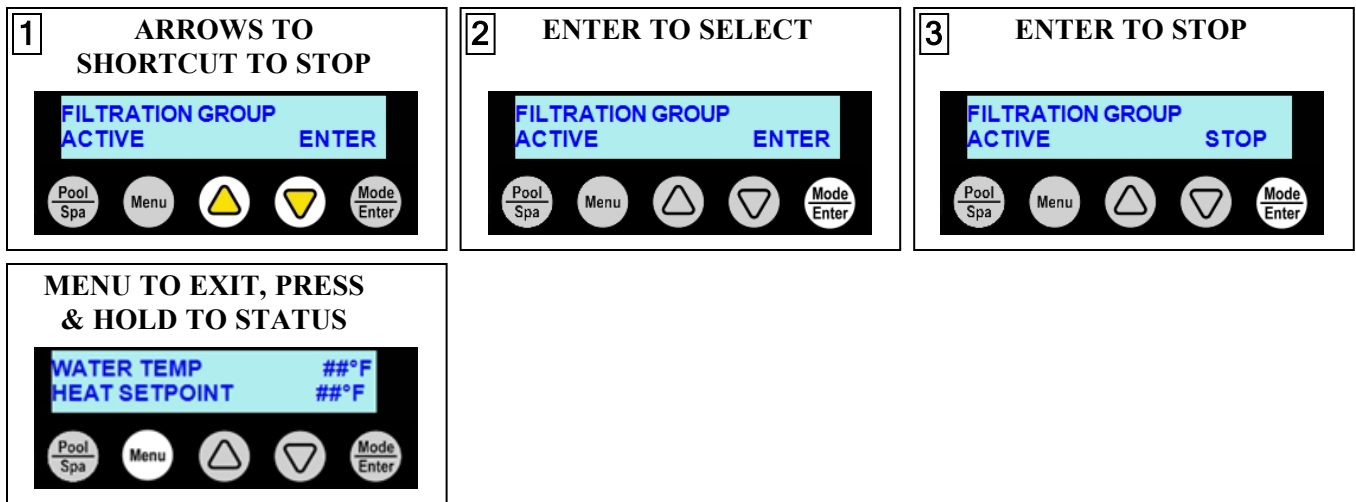 1
ARROWS TO
SHORTCUT TO STOP
FILTRATION GROUP
ACTIVE ENTER
Pool
Spa
Menu
Mode
Enter
2
ENTER TO SELECT
FILTRATION GROUP
ACTIVE ENTER
Pool
Spa
Menu
Mode
Enter
3
ENTER TO STOP
FILTRATION GROUP
ACTIVE STOP
Pool
Spa
Menu
Mode
Enter
MENU TO EXIT, PRESS
& HOLD TO STATUS
WATER TEMP ##°F
HEAT SETPOINT ##°F
Pool
Spa
Menu
Mode
Enter